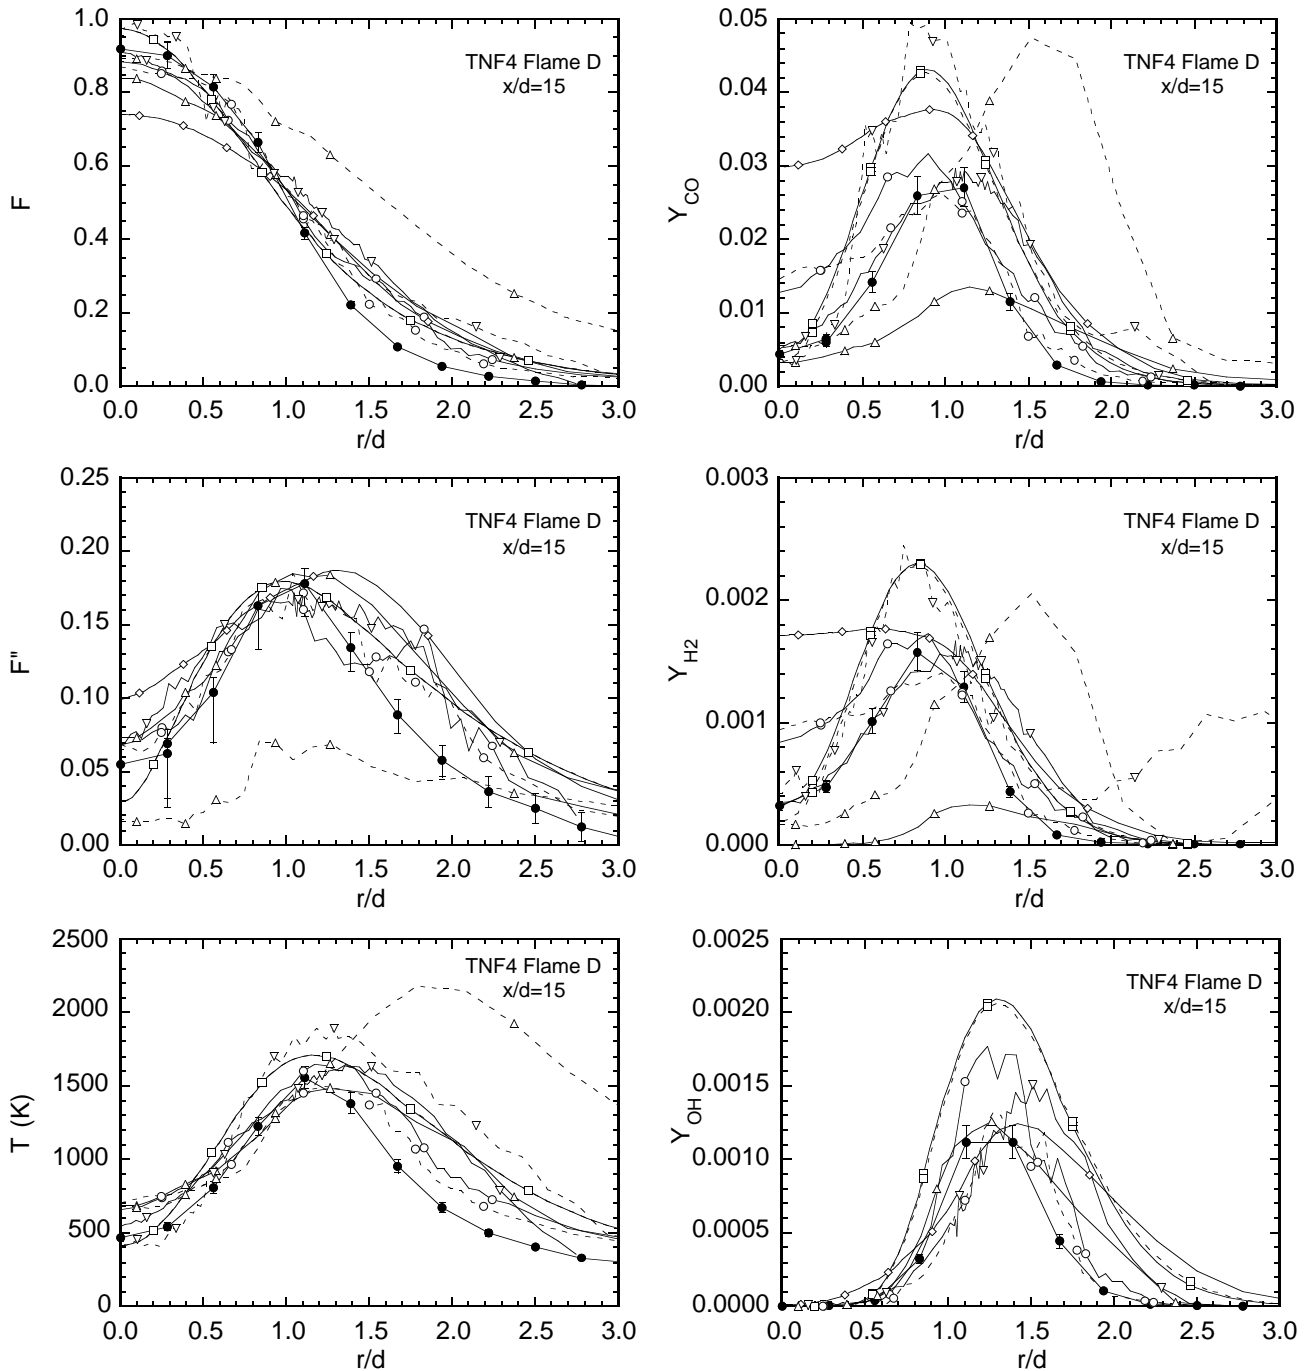 1.0
0.8
0.6
0.4
0.2
0.0
F
TNF4 Flame D
x/d=15
0.0 0.5 1.0 1.5 2.0 2.5 3.0
r/d
0.05
0.04
0.03
0.02
0.01
0.00
Y_CO
TNF4 Flame D
x/d=15
0.0 0.5 1.0 1.5 2.0 2.5 3.0
r/d
0.25
0.20
0.15
0.10
0.05
0.00
F"
TNF4 Flame D
x/d=15
0.0 0.5 1.0 1.5 2.0 2.5 3.0
r/d
0.003
0.002
0.001
0.000
Y_H2
TNF4 Flame D
x/d=15
0.0 0.5 1.0 1.5 2.0 2.5 3.0
r/d
2500
2000
1500
1000
500
0
T (K)
TNF4 Flame D
x/d=15
0.0 0.5 1.0 1.5 2.0 2.5 3.0
r/d
0.0025
0.0020
0.0015
0.0010
0.0005
0.0000
Y_OH
TNF4 Flame D
x/d=15
0.0 0.5 1.0 1.5 2.0 2.5 3.0
r/d